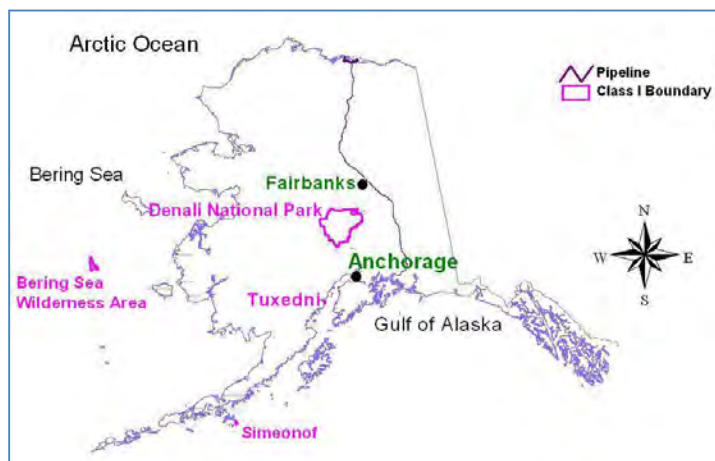 Arctic Ocean
Pipeline
Class I Boundary
Bering Sea
Fairbanks
Denali National Park
N
W
E
S
Anchorage
Bering Sea
Wilderness Area
Tuxedni
Gulf of Alaska
Simeonof